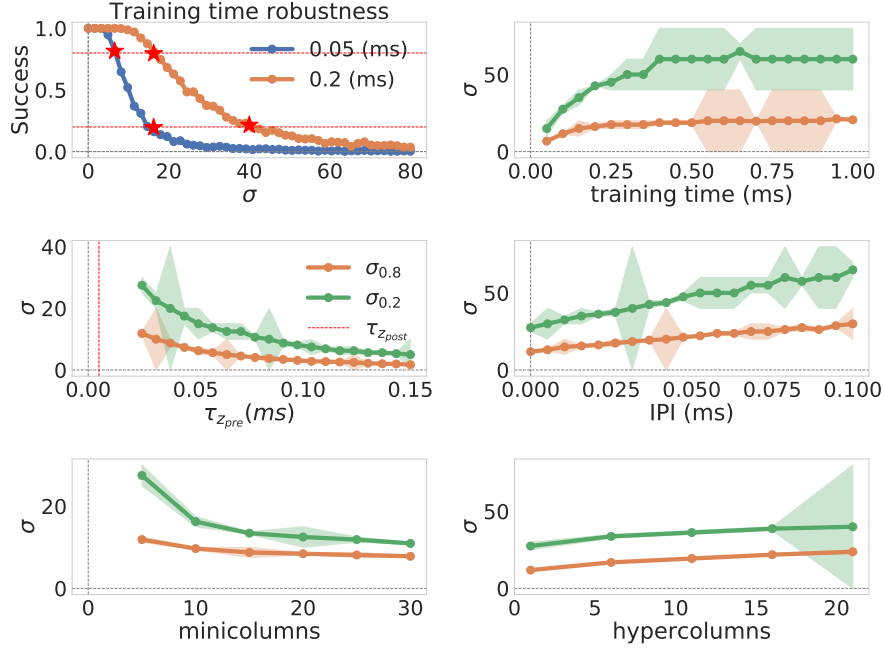 Training time robustness
Success
1.0
0.5
0.0
0.05 (ms)
0.2 (ms)
0
20
40
60
80
σ
σ
50
0
0.00
0.25
0.50
0.75
1.00
training time (ms)
σ
40
20
0
σ0.8
σ0.2
τzpost
0.00
0.05
0.10
0.15
τzpre(ms)
σ
50
0
0.000
0.025
0.050
0.075
0.100
IPI (ms)
σ
20
0
0
10
20
30
minicolumns
σ
50
0
0
5
10
15
20
hypercolumns